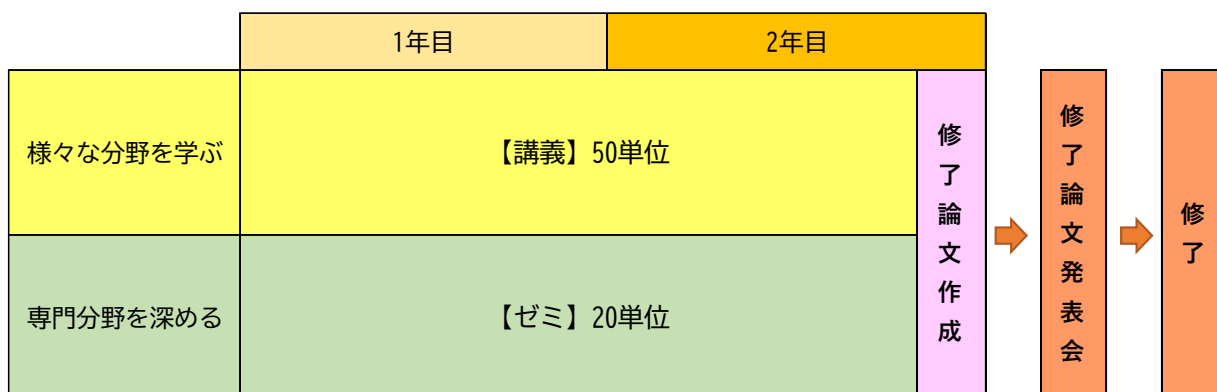 1年目
2年目
様々な分野を学ぶ
【講義】50単位
専門分野を深める
【ゼミ】20単位
修了論文作成
修了論文発表会
修了